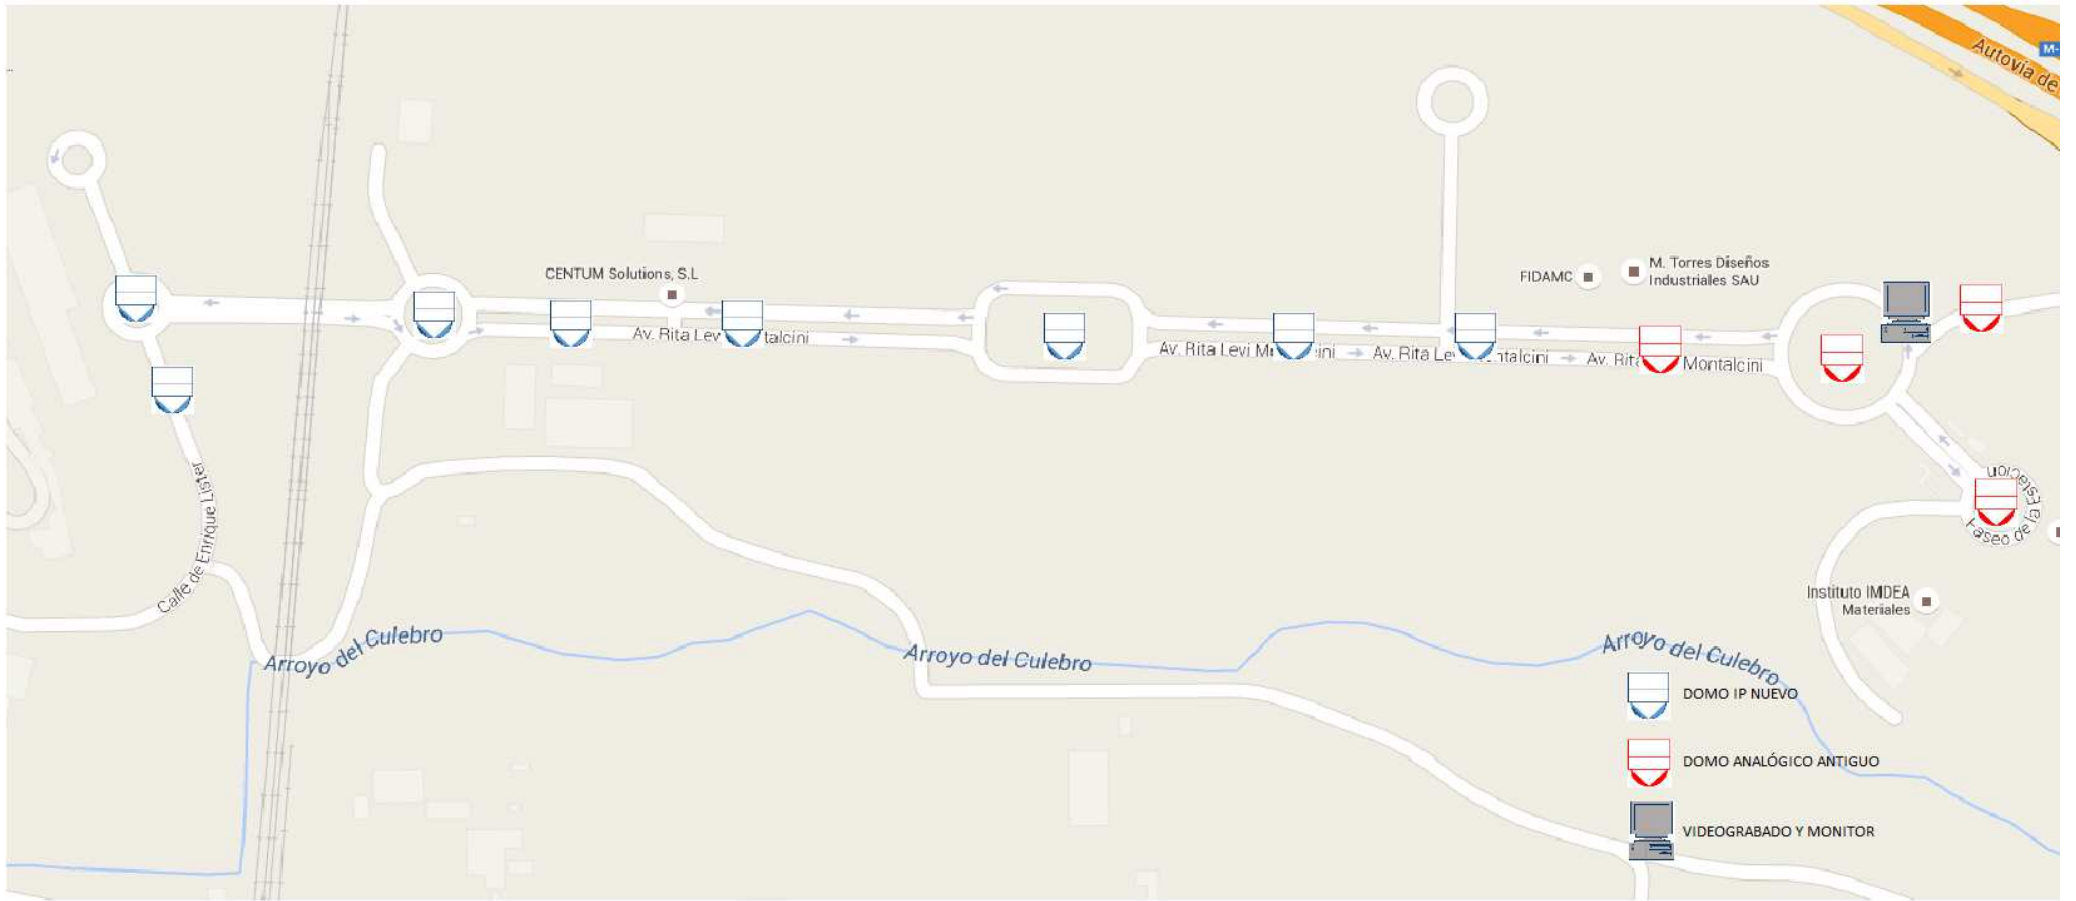 M-
Autovía de
CENTUM Solutions, S.L
FIDAMC
M. Torres Diseños
Industriales SAU
Av. Rita Lev
talcini
Av. Rita Levi M
ini
Av. Rita Le
ntalcini
Av. Rita
Montalcini
Calle de Enrique Lister
Paseo de la Estación
Instituto IMDEA
Materiales
Arroyo del Culebro
Arroyo del Culebro
Arroyo del Culebro
DOMO IP NUEVO
DOMO ANALÓGICO ANTIGUO
VIDEOGRABADO Y MONITOR